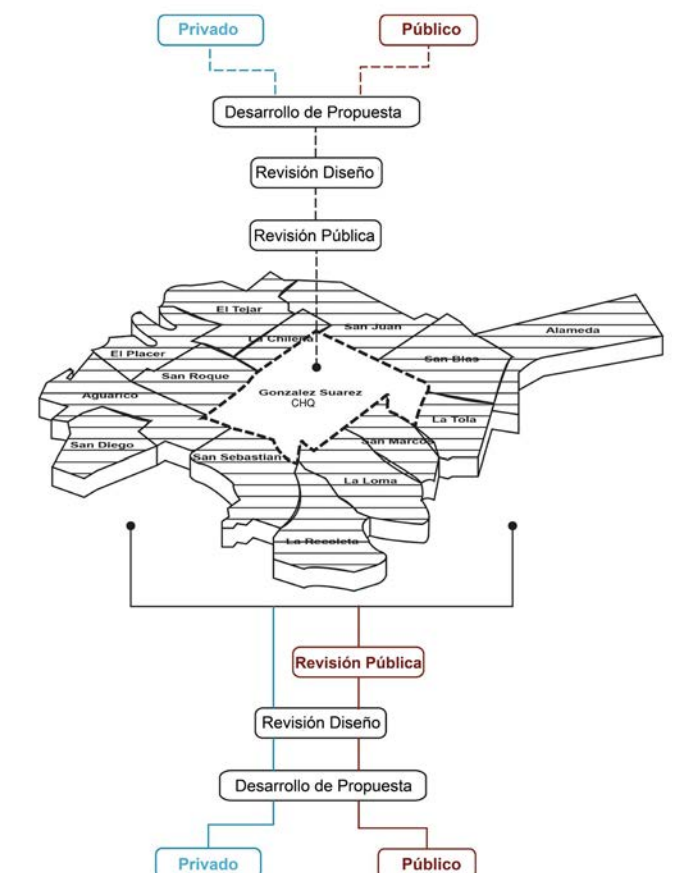 Privado
Público
Desarrollo de Propuesta
Revisión Diseño
Revisión Pública
El Tejar
San Juan
Alameda
La Chilena
El Placer
San Blas
San Roque
Aguarico
Gonzalez Suarez
CHQ
La Tola
San Diego
San Marcos
San Sebastian
La Loma
La Recoleta
Revisión Pública
Revisión Diseño
Desarrollo de Propuesta
Privado
Público